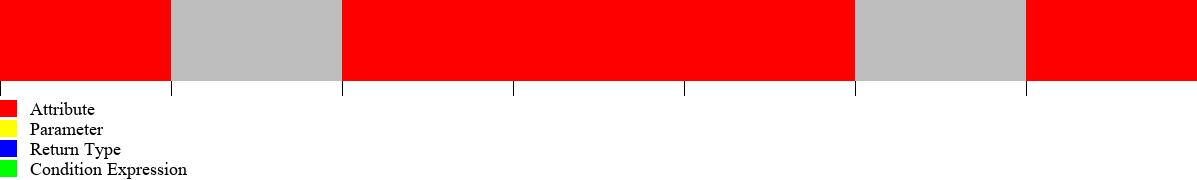 Attribute
Parameter
Return Type
Condition Expression